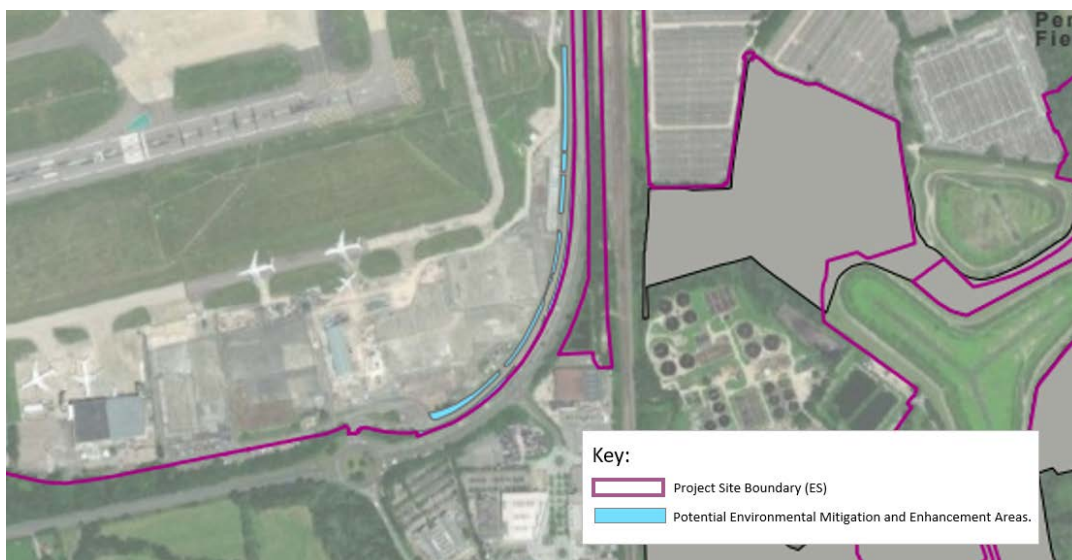 Key:
Project Site Boundary (ES)
Potential Environmental Mitigation and Enhancement Areas.